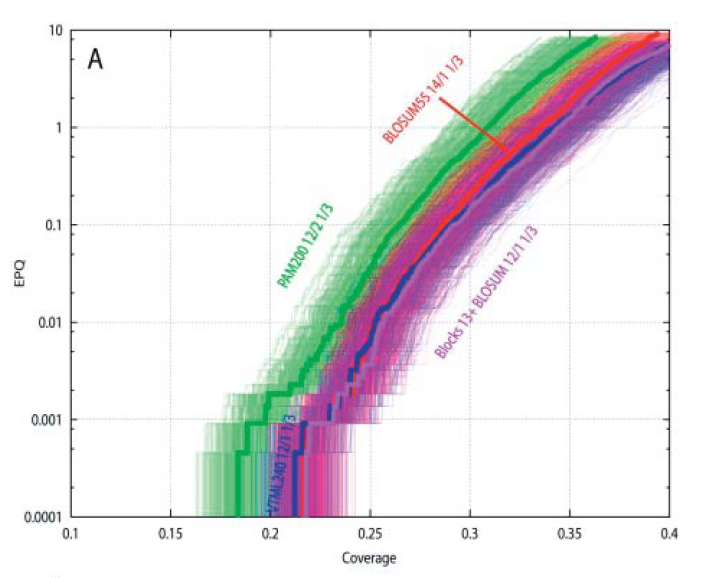 10
A
BLOSUM55 14/1 1/3
1
PAM200 12/2 1/3
0.1
EPQ
Blocks 13+ BLOSUM 12/1 1/3
0.01
0.001
VTML240 12/1 1/3
0.0001
0.1 0.15 0.2 0.25 0.3 0.35 0.4
Coverage